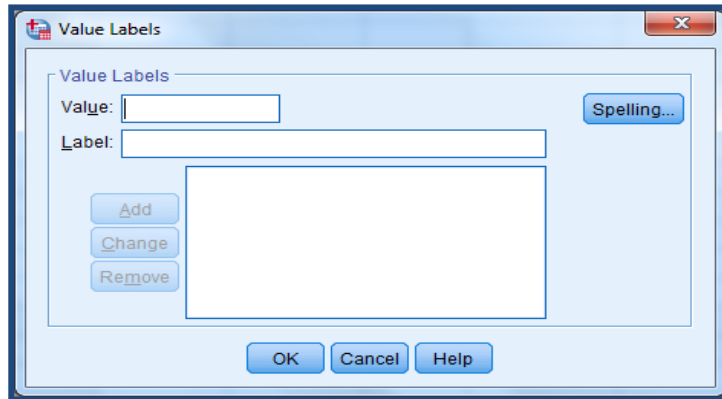 Value Labels
Value Labels
Value:
Spelling...
Label:
Add
Change
Remove
OK Cancel Help